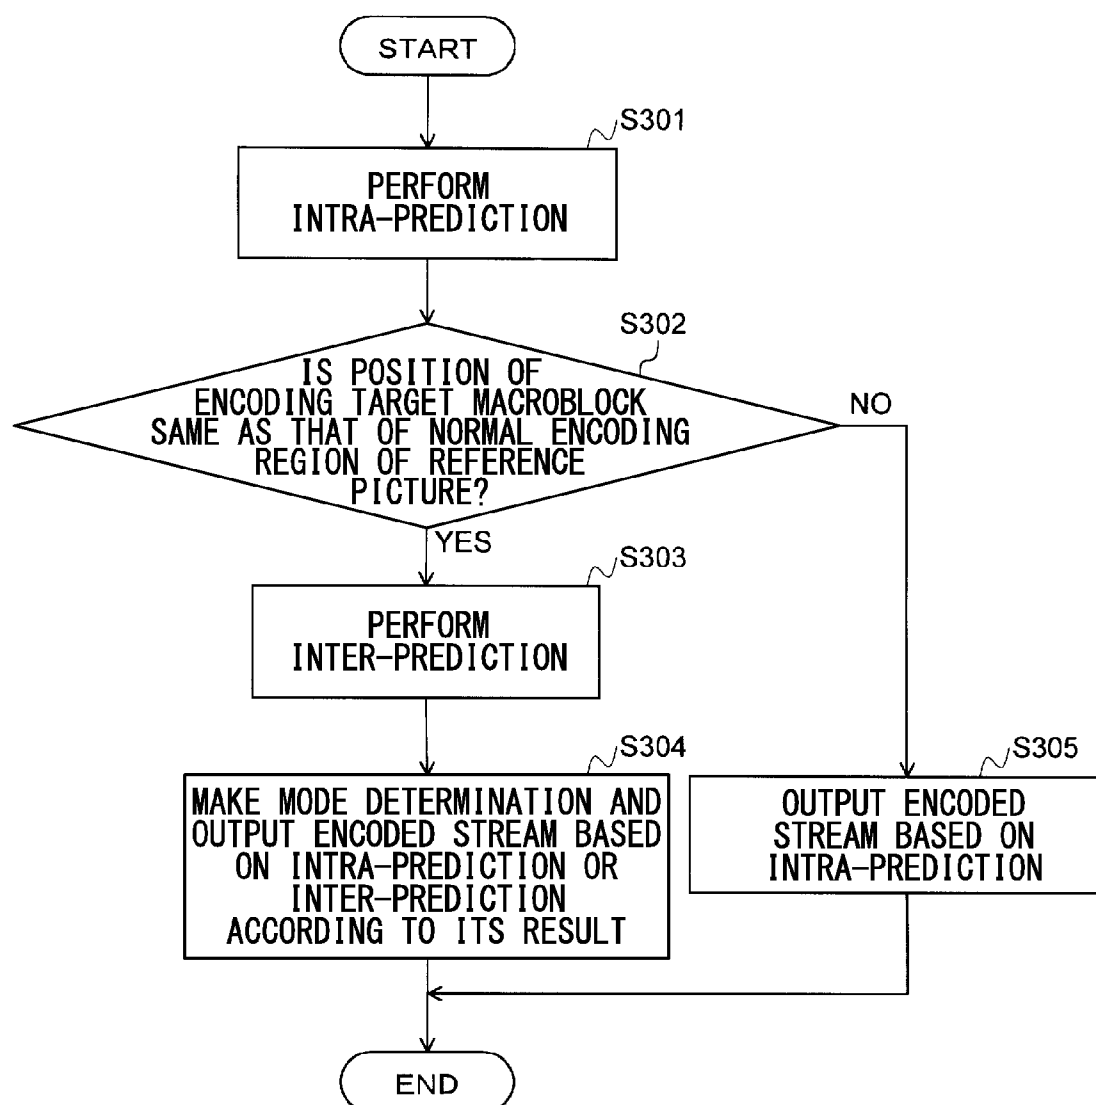 START
S301
PERFORM
INTRA-PREDICTION
S302
IS POSITION OF
ENCODING TARGET MACROBLOCK
SAME AS THAT OF NORMAL ENCODING
REGION OF REFERENCE
PICTURE?
NO
YES
S303
PERFORM
INTER-PREDICTION
S304
MAKE MODE DETERMINATION AND
OUTPUT ENCODED STREAM BASED
ON INTRA-PREDICTION OR
INTER-PREDICTION
ACCORDING TO ITS RESULT
S305
OUTPUT ENCODED
STREAM BASED ON
INTRA-PREDICTION
END